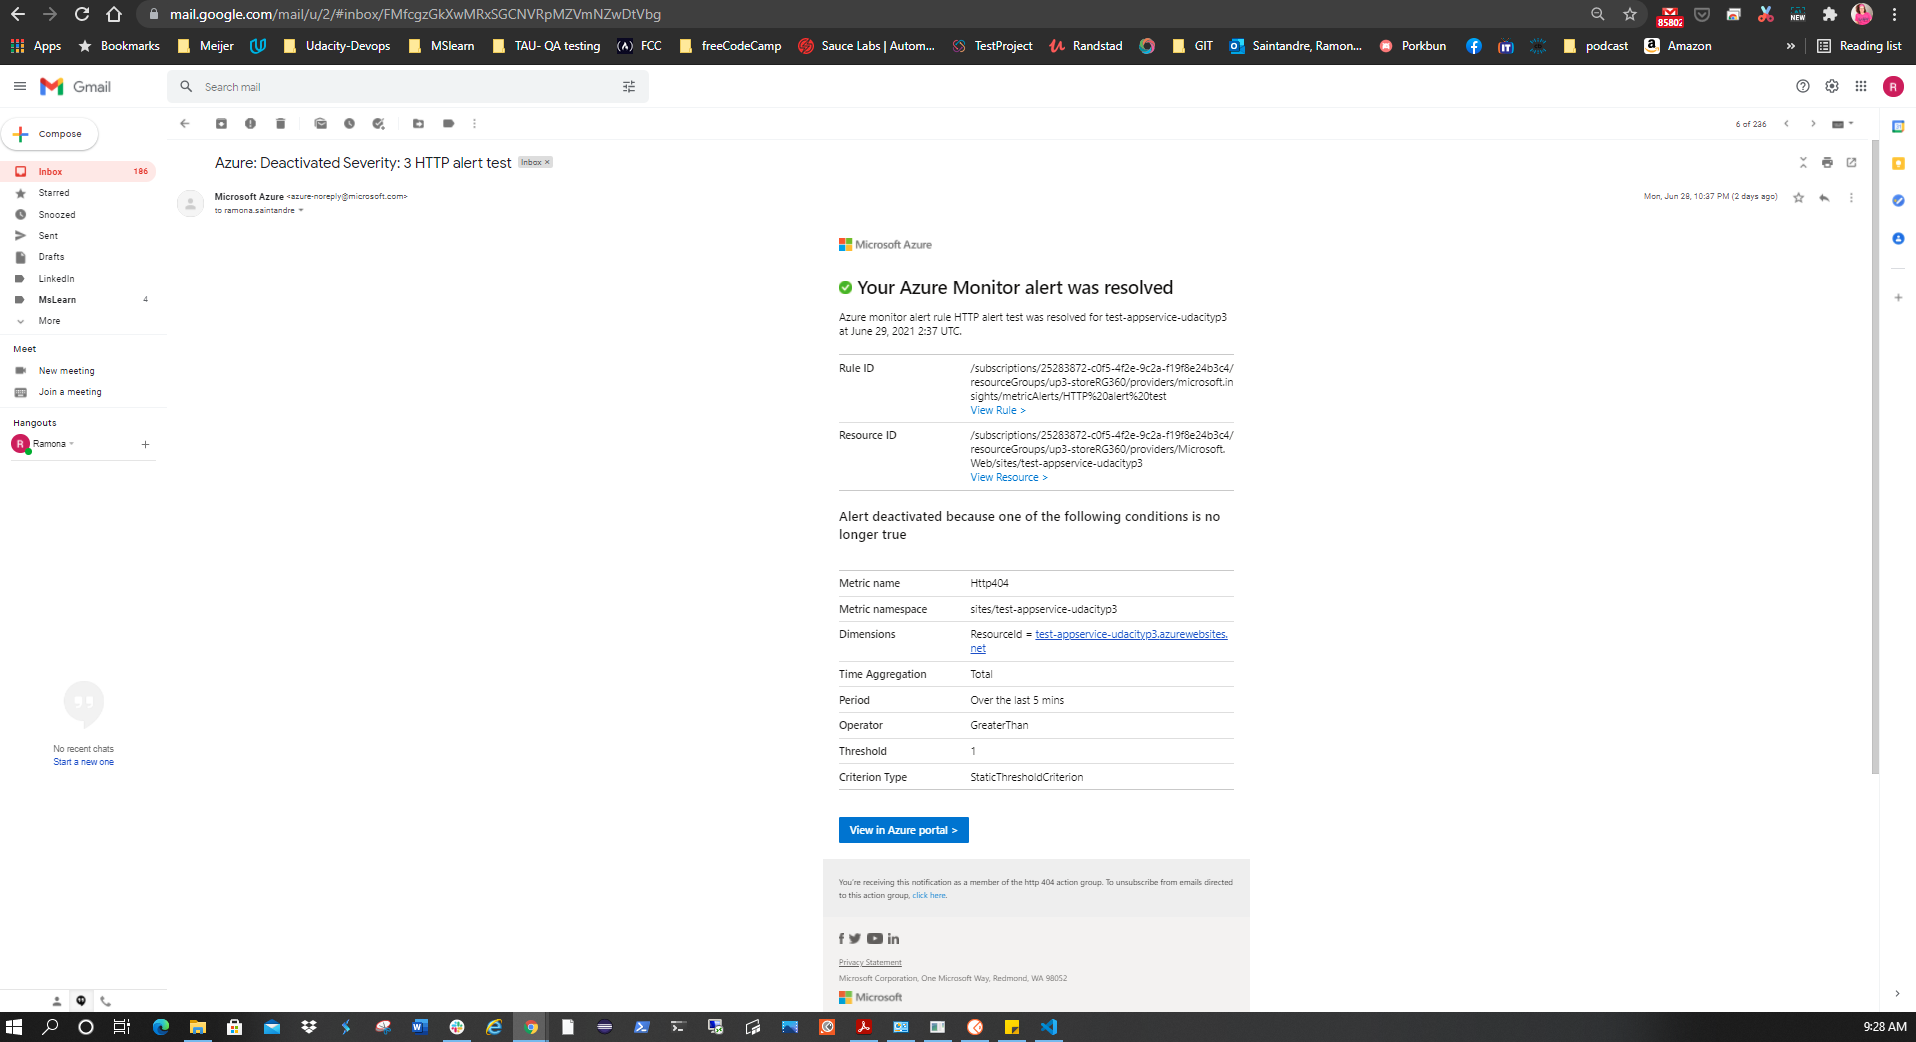 mail.google.com/mail/u/2/#inbox/FMfcgzGkXwMRxSGCNVRpMZVmNZwDtVbg
85802
NEW
Apps
Bookmarks
Meijer
Udacity-Devops
MSlearn
TAU- QA testing
FCC
freeCodeCamp
Sauce Labs | Autom...
TestProject
Randstad
GIT
Saintandre, Ramon...
Porkbun
podcast
Amazon
»
Reading list
Gmail
Search mail
R
Compose
6 of 236
Inbox 186
Starred
Snoozed
Sent
Drafts
LinkedIn
MsLearn 4
More
Meet
New meeting
Join a meeting
Hangouts
R Ramona
No recent chats
Start a new one
Azure: Deactivated Severity: 3 HTTP alert test Inbox ×
Microsoft Azure <azure-noreply@microsoft.com>
to ramona.saintandre
Mon, Jun 28, 10:37 PM (2 days ago)
Microsoft Azure
Your Azure Monitor alert was resolved
Azure monitor alert rule HTTP alert test was resolved for test-appservice-udacityp3
at June 29, 2021 2:37 UTC.
Rule ID /subscriptions/25283872-c0f5-4f2e-9c2a-f19f8e24b3c4/
resourceGroups/up3-storeRG360/providers/microsoft.in
sights/metricAlerts/HTTP%20alert%20test
View Rule >
Resource ID /subscriptions/25283872-c0f5-4f2e-9c2a-f19f8e24b3c4/
resourceGroups/up3-storeRG360/providers/Microsoft.
Web/sites/test-appservice-udacityp3
View Resource >
Alert deactivated because one of the following conditions is no
longer true
Metric name Http404
Metric namespace sites/test-appservice-udacityp3
Dimensions ResourceId = test-appservice-udacityp3.azurewebsites.
net
Time Aggregation Total
Period Over the last 5 mins
Operator GreaterThan
Threshold 1
Criterion Type StaticThresholdCriterion
View in Azure portal >
You're receiving this notification as a member of the http 404 action group. To unsubscribe from emails directed
to this action group, click here.
Privacy Statement
Microsoft Corporation, One Microsoft Way, Redmond, WA 98052
Microsoft
9:28 AM